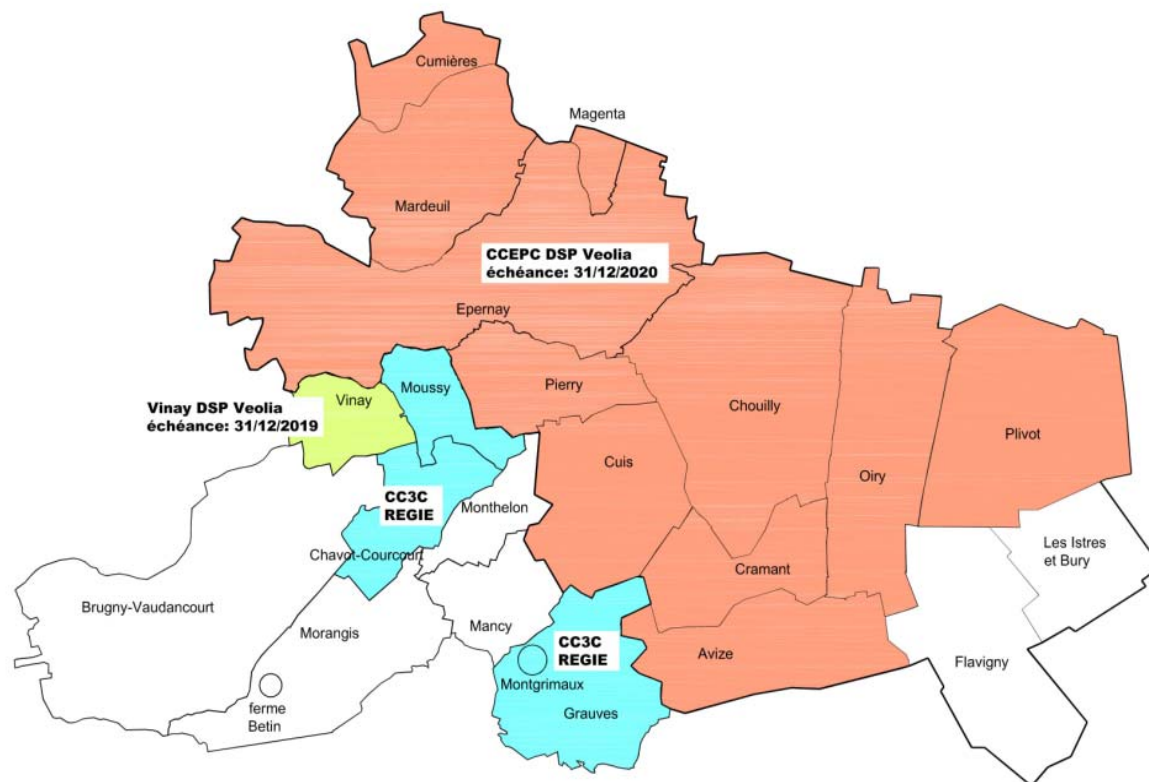 Cumières
Magenta
Mardeuil
CCEPC DSP Veolia
échéance: 31/12/2020
Epernay
Vinay DSP Veolia
échéance: 31/12/2019
Vinay
Moussy
Pierry
Chouilly
Plivot
Cuis
Oiry
CC3C
REGIE
Monthelon
Chavot-Courcourt
Les Istres
et Bury
Cramant
Brugny-Vaudancourt
Morangis
Mancy
CC3C
REGIE
Avize
Flavigny
Montgrimaux
ferme
Betin
Grauves